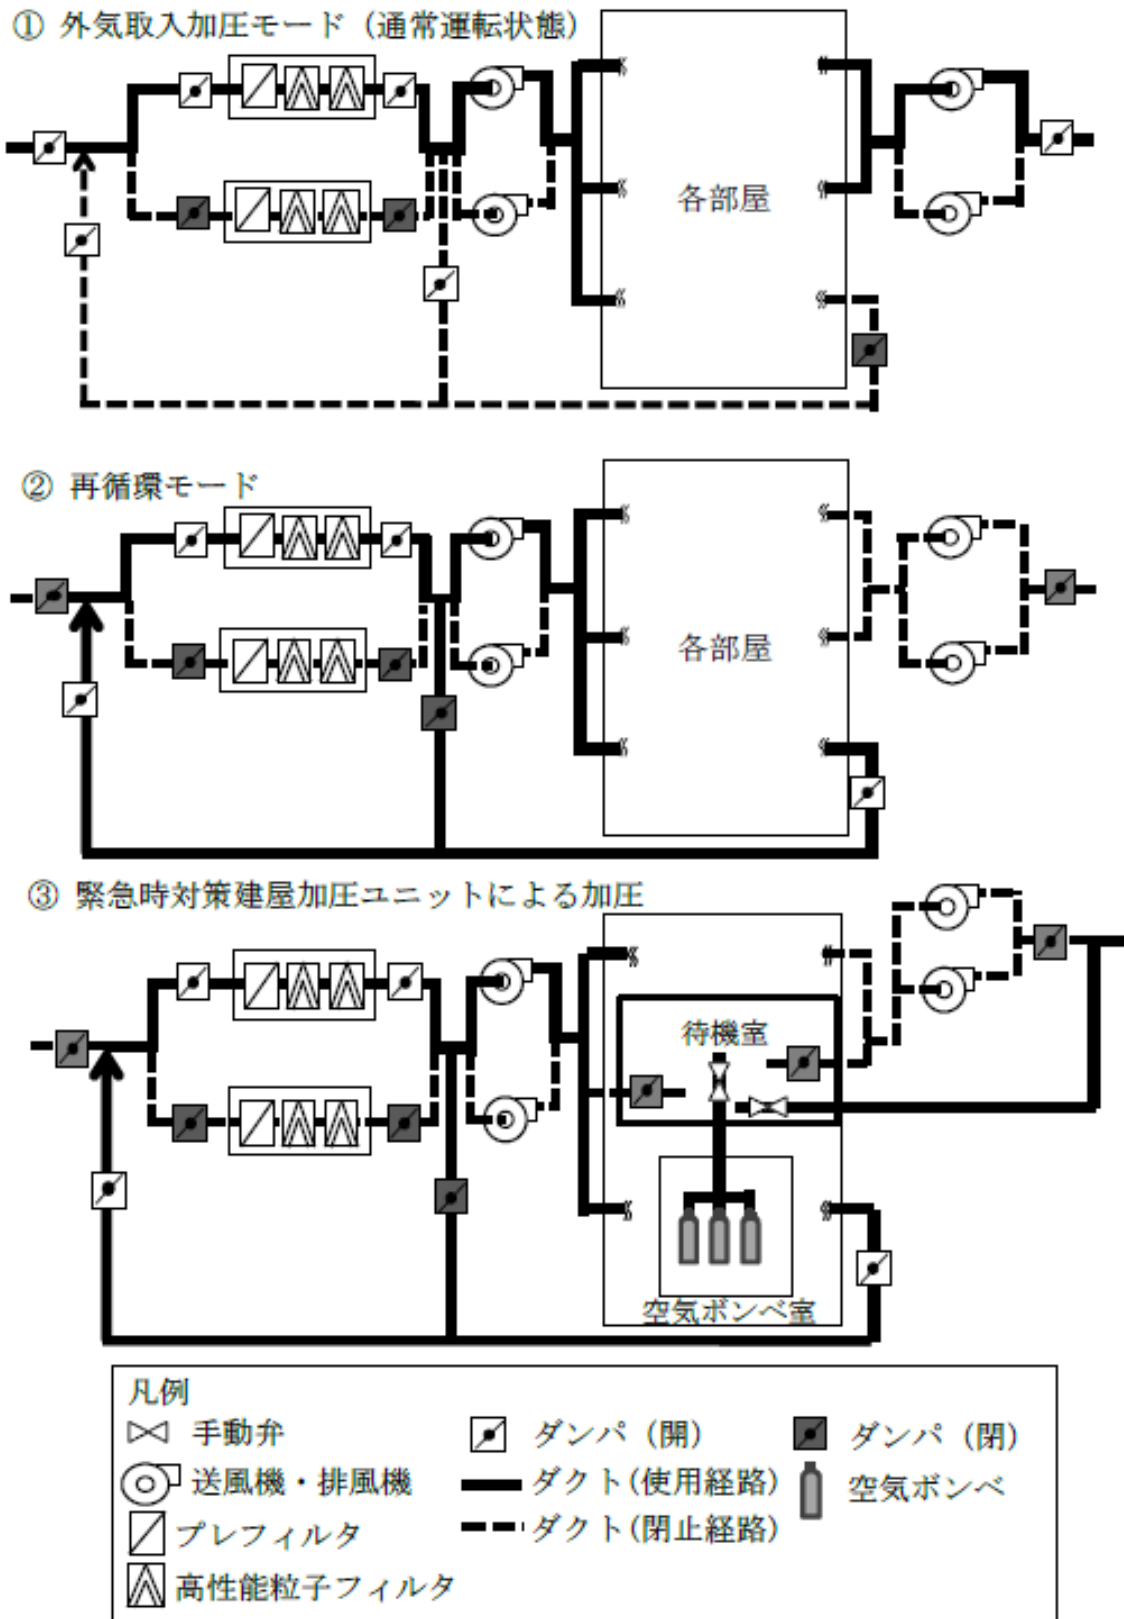 ① 外気取入加圧モード（通常運転状態）
各部屋
② 再循環モード
各部屋
③ 緊急時対策建屋加圧ユニットによる加圧
待機室
空気ボンベ室
凡例
手動弁
ダンパ（開）
ダンパ（閉）
送風機・排風機
ダクト(使用経路)
空気ボンベ
プレフィルタ
ダクト(閉止経路)
高性能粒子フィルタ